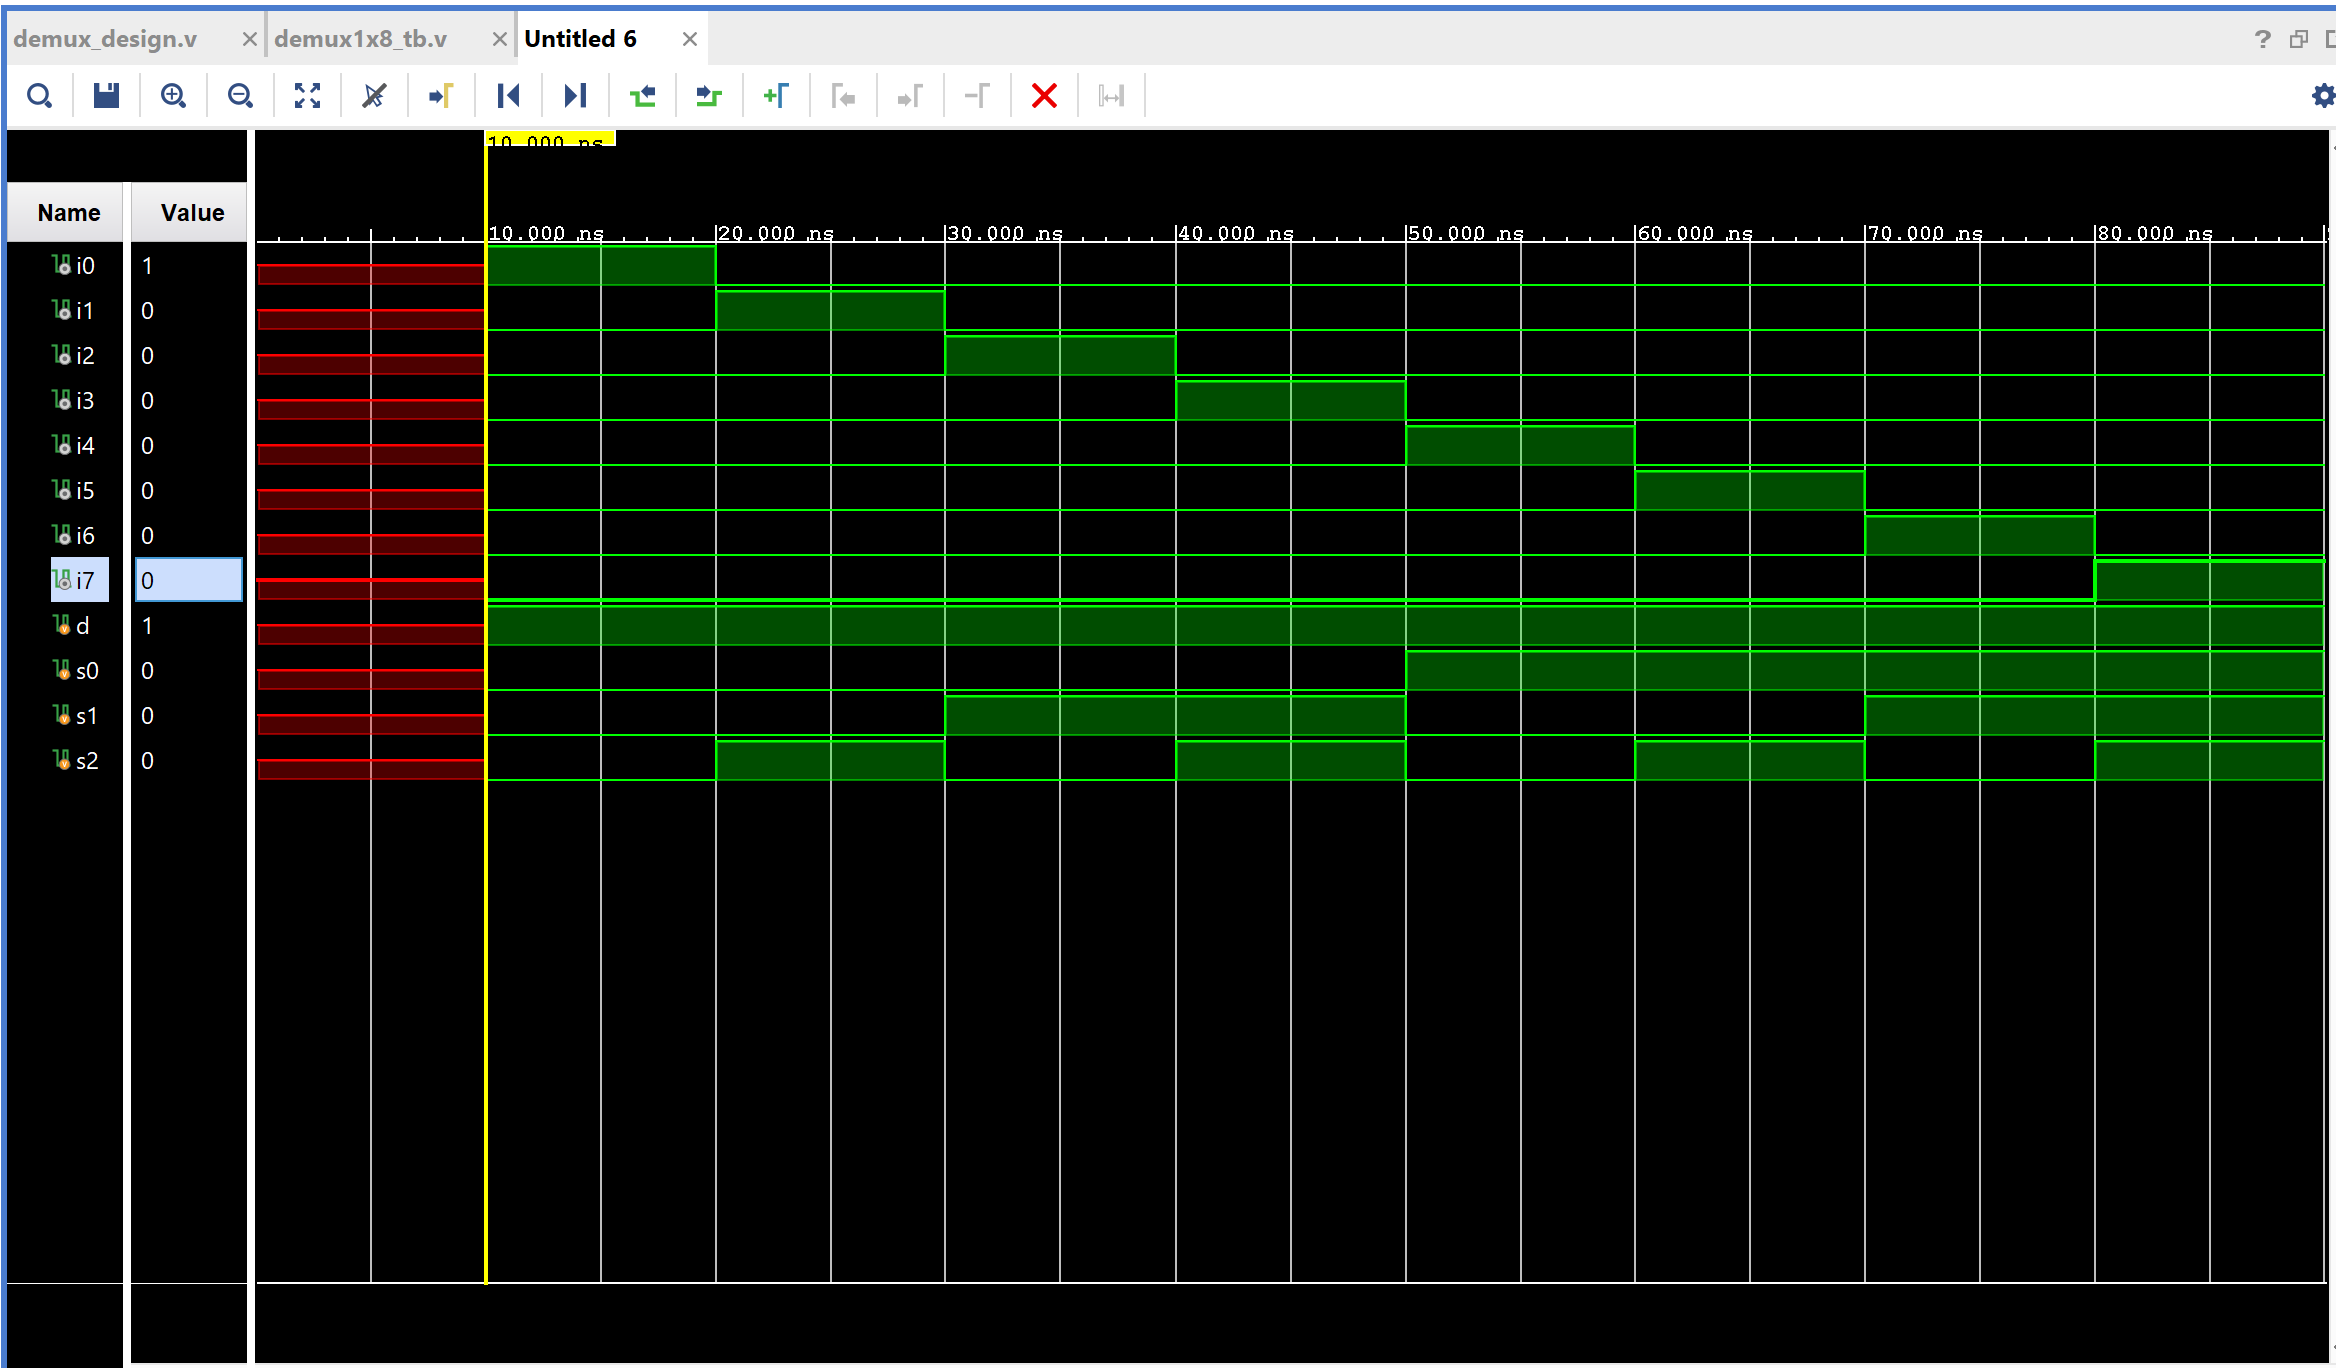 demux_design.v demux1x8_tb.v Untitled 6
?
10.000 ns
Name Value
10.000 ns 20.000 ns 30.000 ns 40.000 ns 50.000 ns 60.000 ns 70.000 ns 80.000 ns
i0 1
i1 0
i2 0
i3 0
i4 0
i5 0
i6 0
i7 0
d 1
s0 0
s1 0
s2 0